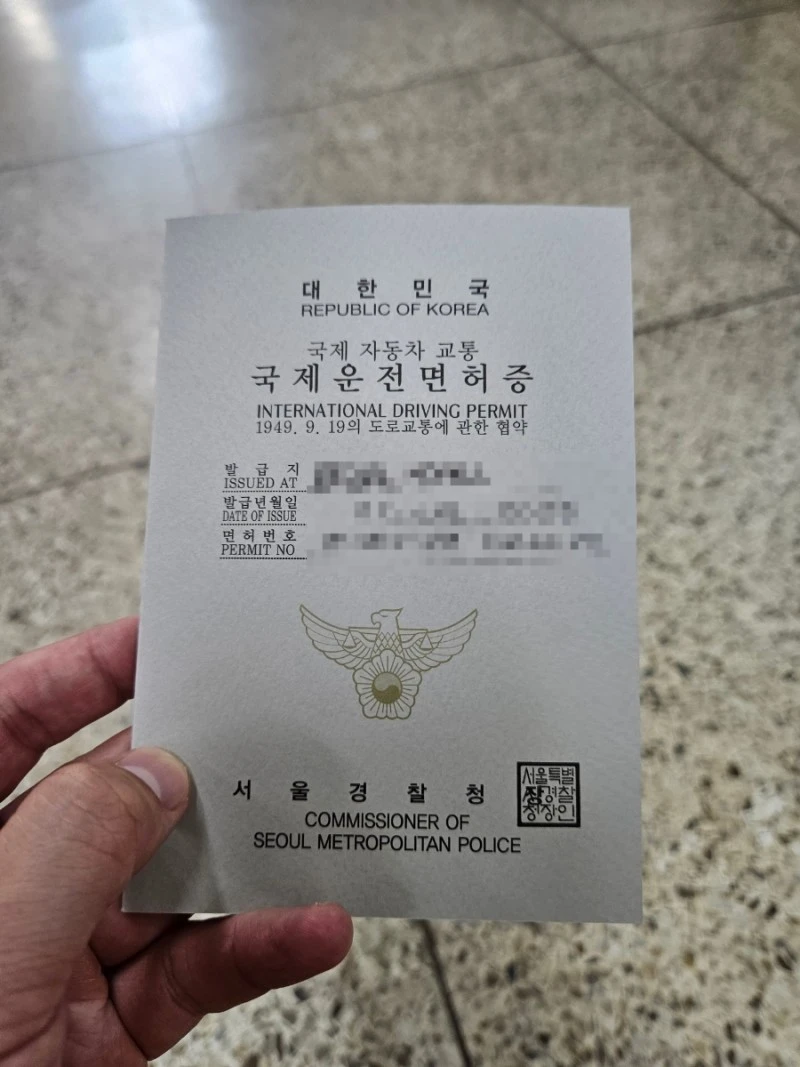 대 한 민 국
REPUBLIC OF KOREA
국제 자동차 교통
국 제 운 전 면 허 증
INTERNATIONAL DRIVING PERMIT
1949. 9. 19의 도로교통에 관한 협약
발 급 지
ISSUED AT
발급년월일
DATE OF ISSUE
면 허 번 호
PERMIT NO
서 울 경 찰 청
COMMISSIONER OF
SEOUL METROPOLITAN POLICE
서울특별
경찰
청장인